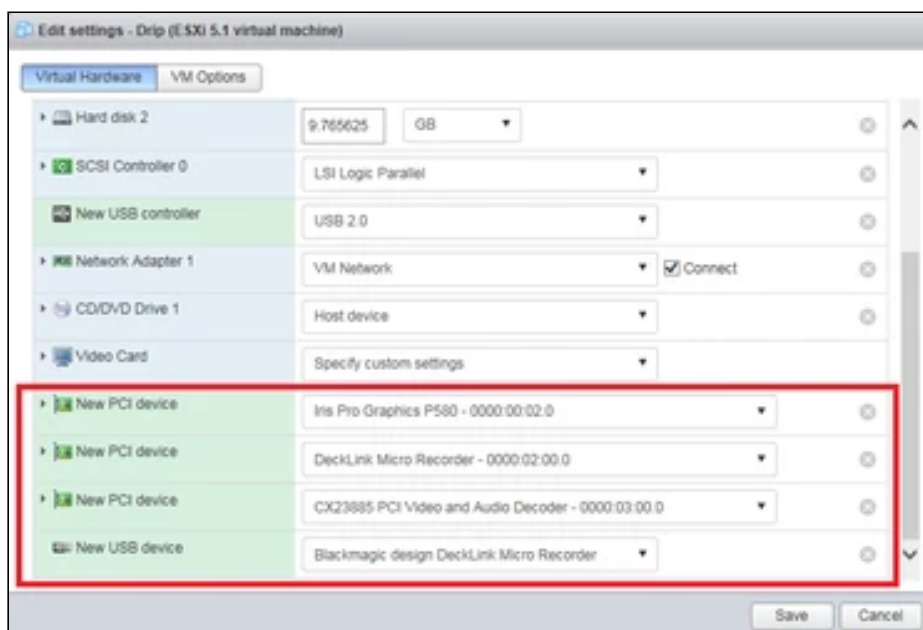 Edit settings - Drip (ESXi 5.1 virtual machine)
Virtual Hardware VM Options
Hard disk 2 9.765625 GB
SCSI Controller 0 LSI Logic Parallel
New USB controller USB 2.0
Network Adapter 1 VM Network Connect
CD/DVD Drive 1 Host device
Video Card Specify custom settings
New PCI device Iris Pro Graphics P580 - 0000:00:02.0
New PCI device DeckLink Micro Recorder - 0000:02:00.0
New PCI device CX23885 PCI Video and Audio Decoder - 0000:03:00.0
New USB device Blackmagic design DeckLink Micro Recorder
Save Cancel